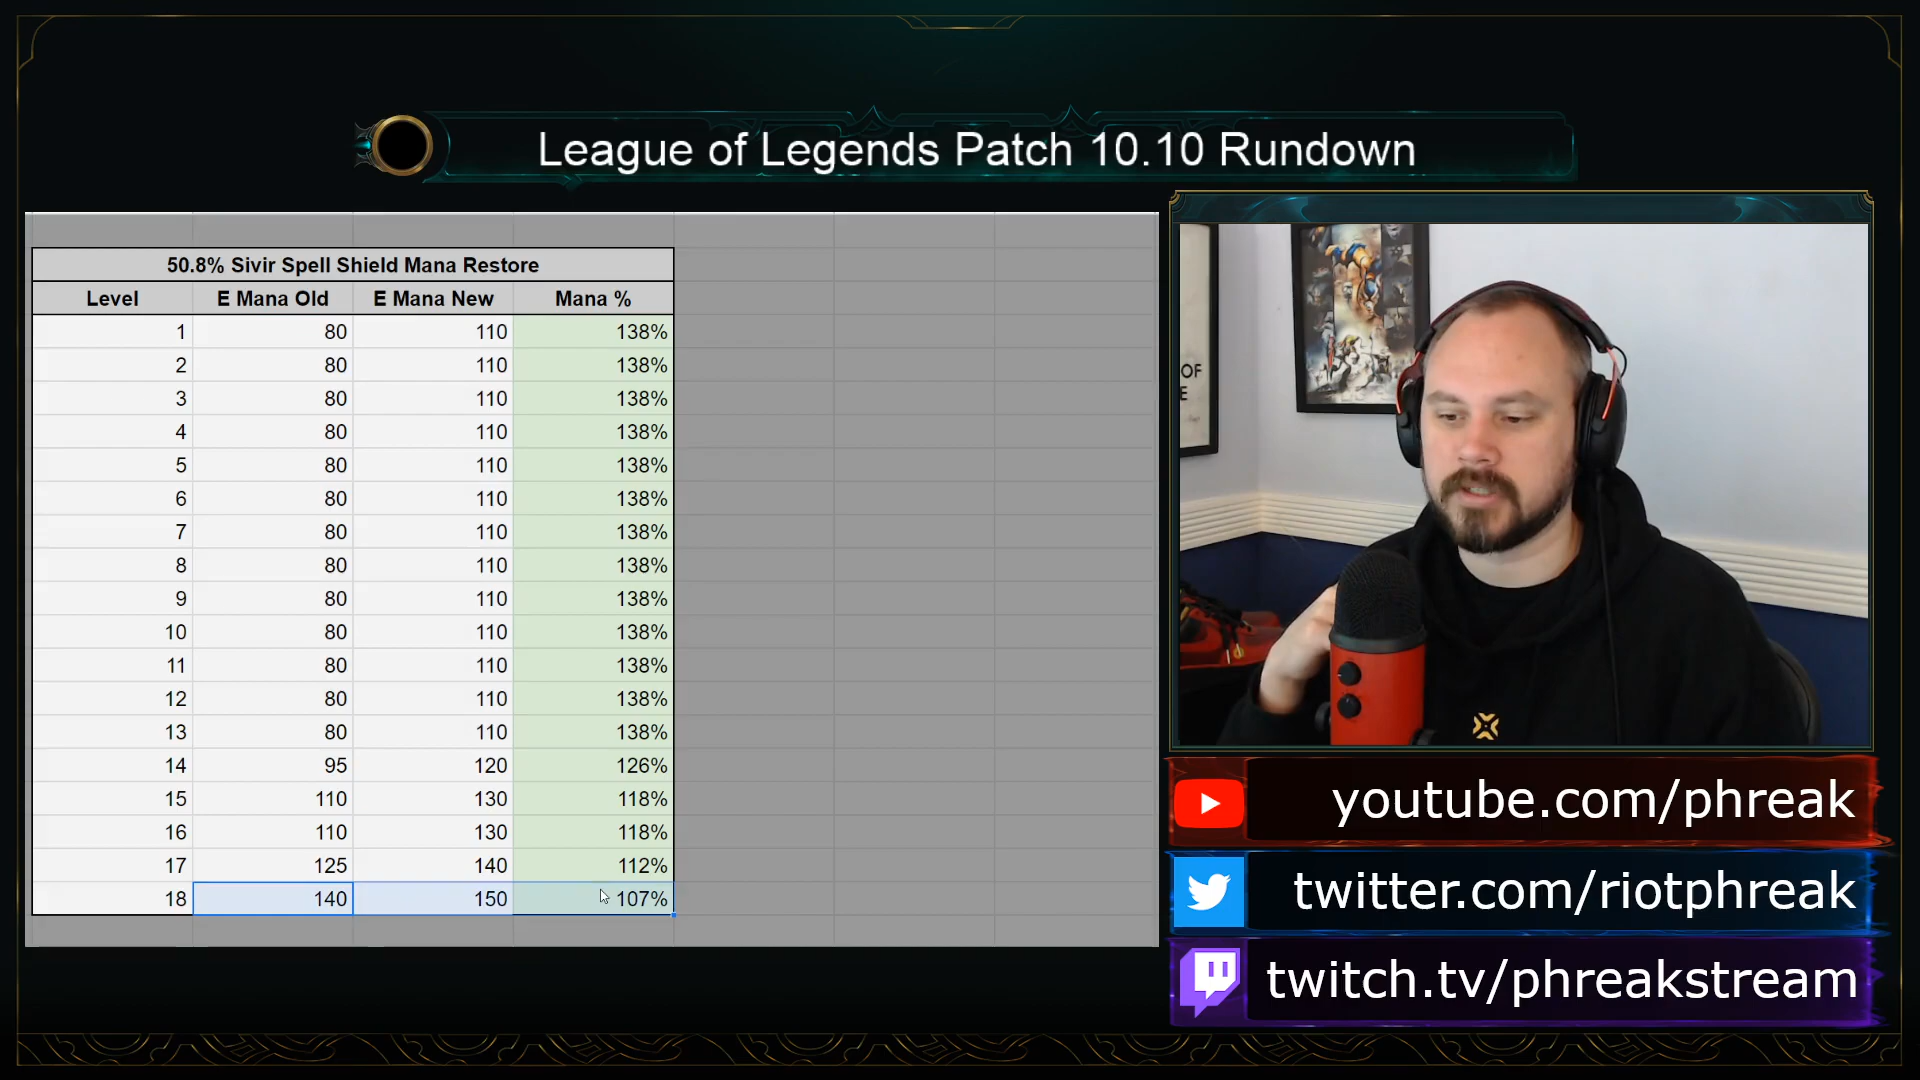 League of Legends Patch 10.10 Rundown
50.8% Sivir Spell Shield Mana Restore
Level E Mana Old E Mana New Mana %
1 80 110 138%
2 80 110 138%
3 80 110 138%
4 80 110 138%
5 80 110 138%
6 80 110 138%
7 80 110 138%
8 80 110 138%
9 80 110 138%
10 80 110 138%
11 80 110 138%
12 80 110 138%
13 80 110 138%
14 95 120 126%
15 110 130 118%
16 110 130 118%
17 125 140 112%
18 140 150 107%
OF
E
youtube.com/phreak
twitter.com/riotphreak
twitch.tv/phreakstream